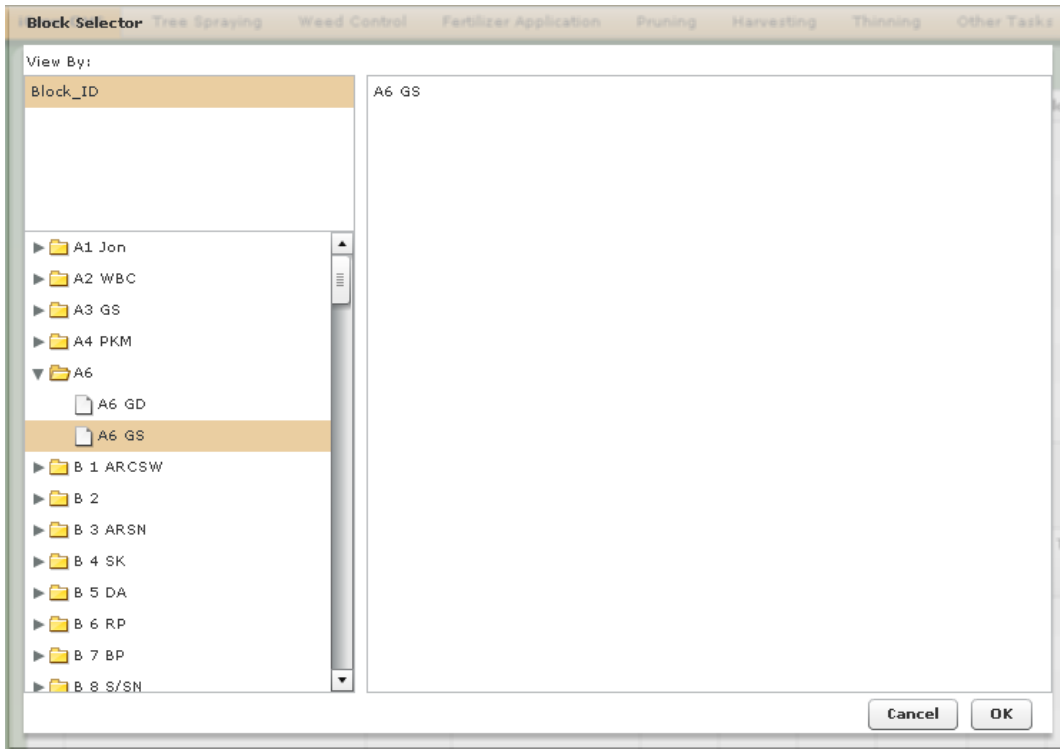 Block Selector Tree Spraying Weed Control Fertilizer Application Pruning Harvesting Thinning Other Tasks
View By:
Block_ID
A6 GS
A1 Jon
A2 WBC
A3 GS
A4 PKM
A6
A6 GD
A6 GS
B 1 ARCSW
B 2
B 3 ARSN
B 4 SK
B 5 DA
B 6 RP
B 7 BP
B 8 S/SN
Cancel OK